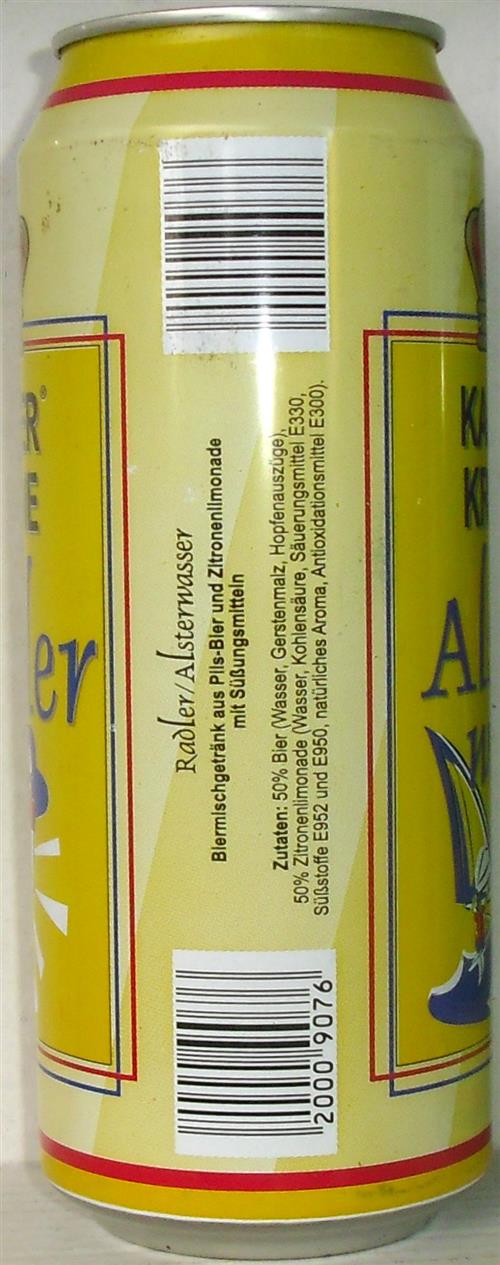 Radler/Alsterwasser
Biermischgetränk aus Pils-Bier und Zitronenlimonade
mit Süßungsmitteln
Zutaten: 50% Bier (Wasser, Gerstenmalz, Hopfenauszüge),
50% Zitronenlimonade (Wasser, Kohlensäure, Säuerungsmittel E330,
Süßstoffe E952 und E950, natürliches Aroma, Antioxidationsmittel E300).
2000 9076
R®
E
er
KA
KR
Al